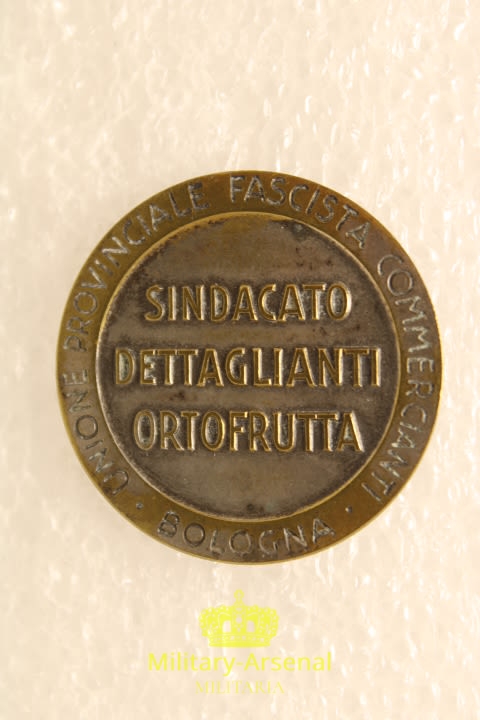 UNIONE PROVINCIALE FASCISTA COMMERCIANTI
SINDACATO
DETTAGLIANTI
ORTOFRUTTA
· BOLOGNA ·
Military-Arsenal
MILITARIA